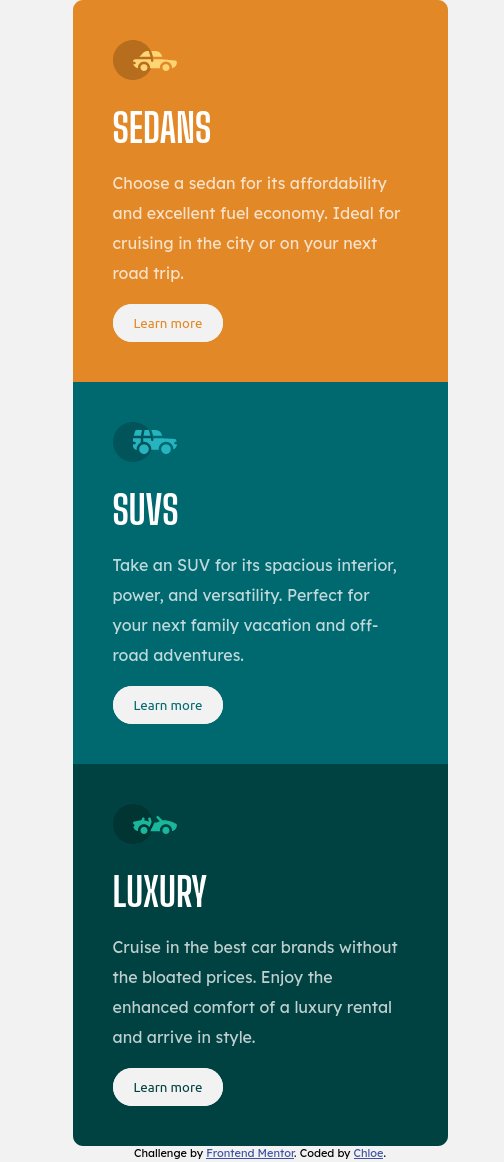 SEDANS
Choose a sedan for its affordability
and excellent fuel economy. Ideal for
cruising in the city or on your next
road trip.
Learn more
SUVS
Take an SUV for its spacious interior,
power, and versatility. Perfect for
your next family vacation and off-
road adventures.
Learn more
LUXURY
Cruise in the best car brands without
the bloated prices. Enjoy the
enhanced comfort of a luxury rental
and arrive in style.
Learn more
Challenge by Frontend Mentor. Coded by Chloe.